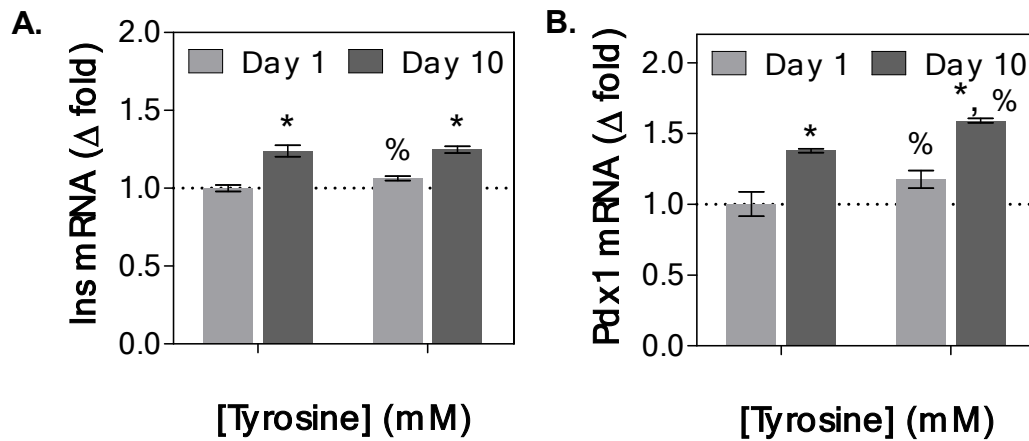 A.
Ins mRNA (Δ fold)
2.0
1.5
1.0
0.5
0.0
Day 1 Day 10
*
%
*
[Tyrosine] (mM)
B.
Pdx1 mRNA (Δ fold)
2.0
1.5
1.0
0.5
0.0
Day 1 Day 10
*
%
*, %
[Tyrosine] (mM)